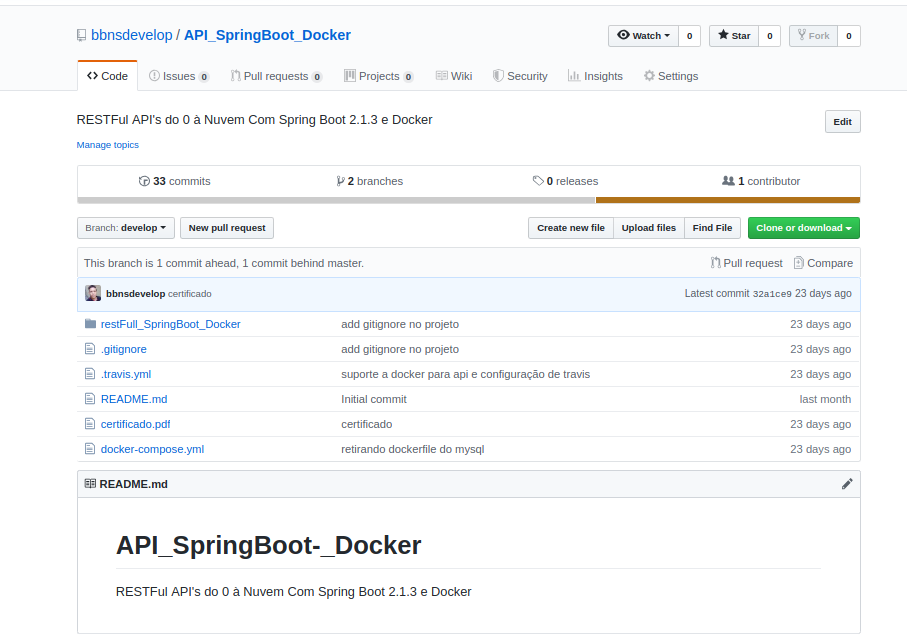 bbnsdevelop / API_SpringBoot_Docker
Watch 0 Star 0 Fork 0
Code Issues 0 Pull requests 0 Projects 0 Wiki Security Insights Settings
RESTFul API's do 0 à Nuvem Com Spring Boot 2.1.3 e Docker Edit
Manage topics
33 commits 2 branches 0 releases 1 contributor
Branch: develop New pull request Create new file Upload files Find File Clone or download
This branch is 1 commit ahead, 1 commit behind master. Pull request Compare
bbnsdevelop certificado Latest commit 32a1ce9 23 days ago
restFull_SpringBoot_Docker add gitignore no projeto 23 days ago
.gitignore add gitignore no projeto 23 days ago
.travis.yml suporte a docker para api e configuração de travis 23 days ago
README.md Initial commit last month
certificado.pdf certificado 23 days ago
docker-compose.yml retirando dockerfile do mysql 23 days ago
README.md
API_SpringBoot-_Docker
RESTFul API's do 0 à Nuvem Com Spring Boot 2.1.3 e Docker